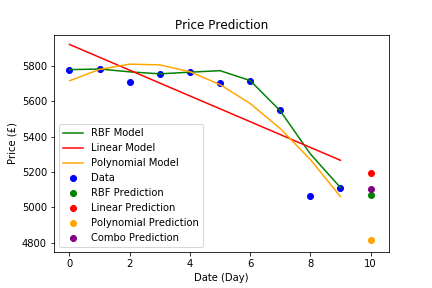 Price Prediction
Price (£)
5800
5600
5400
5200
5000
4800
RBF Model
Linear Model
Polynomial Model
Data
RBF Prediction
Linear Prediction
Polynomial Prediction
Combo Prediction
0 2 4 6 8 10
Date (Day)